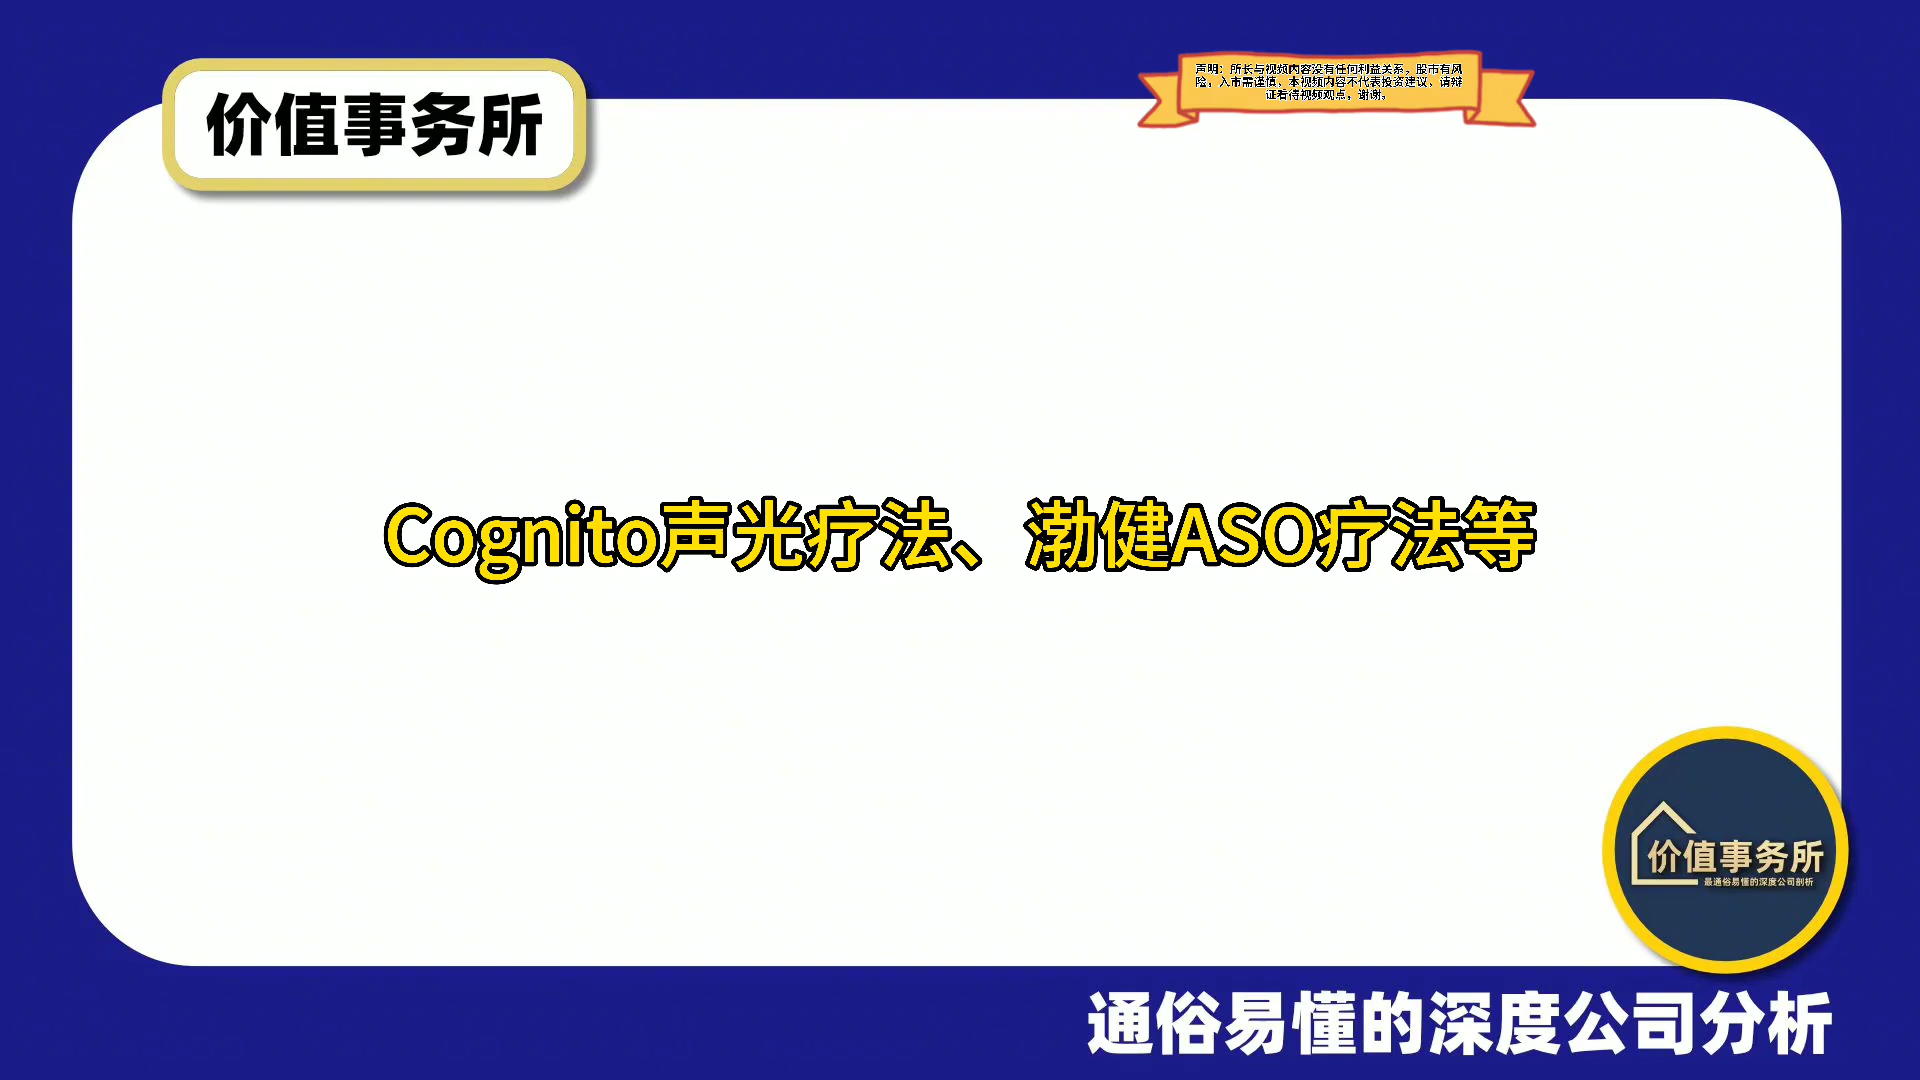 价值事务所
声明：所长与视频内容没有任何利益关系，股市有风
险，入市需谨慎，本视频内容不代表投资建议，请辩
证看待视频观点，谢谢。
Cognito声光疗法、渤健ASO疗法等
价值事务所
最通俗易懂的深度公司剖析
通俗易懂的深度公司分析